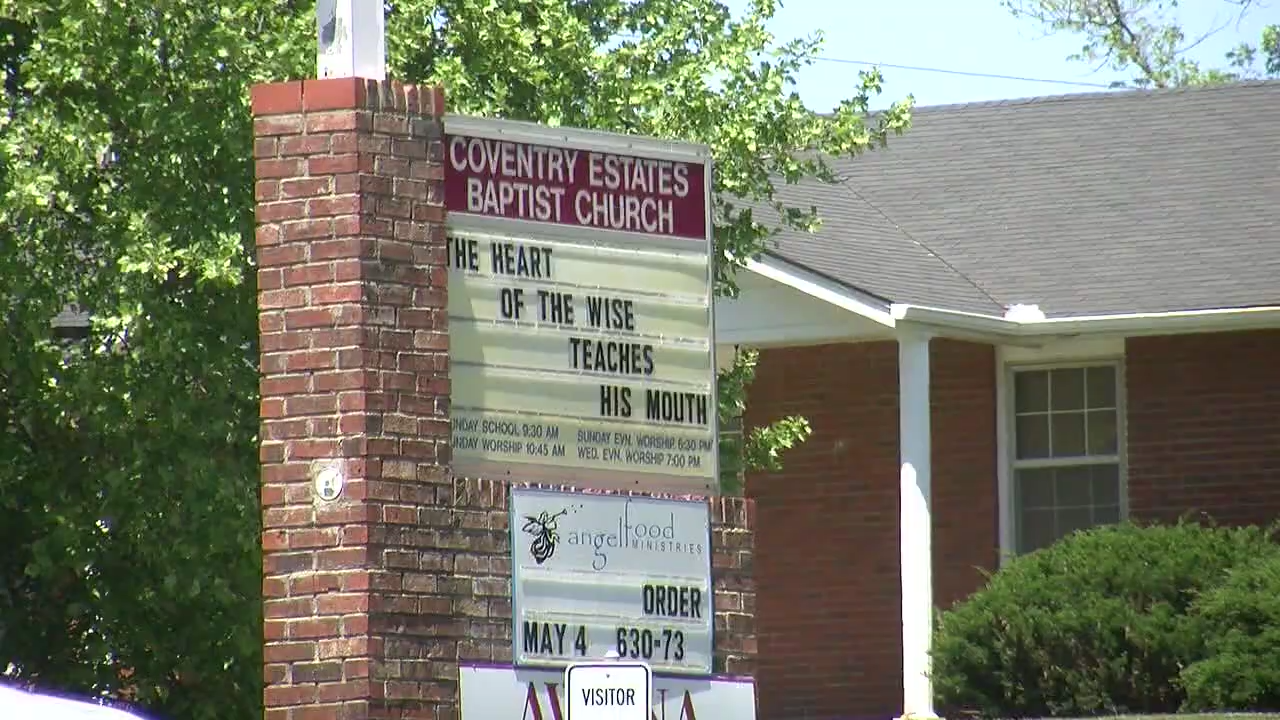 COVENTRY ESTATES
BAPTIST CHURCH
THE HEART
OF THE WISE
TEACHES
HIS MOUTH
UNDAY SCHOOL 9:30 AM SUNDAY EVN. WORSHIP 6:30 PM
UNDAY WORSHIP 10:45 AM WED. EVN. WORSHIP 7:00 PM
angelfood
MINISTRIES
ORDER
MAY 4 630-73
VISITOR